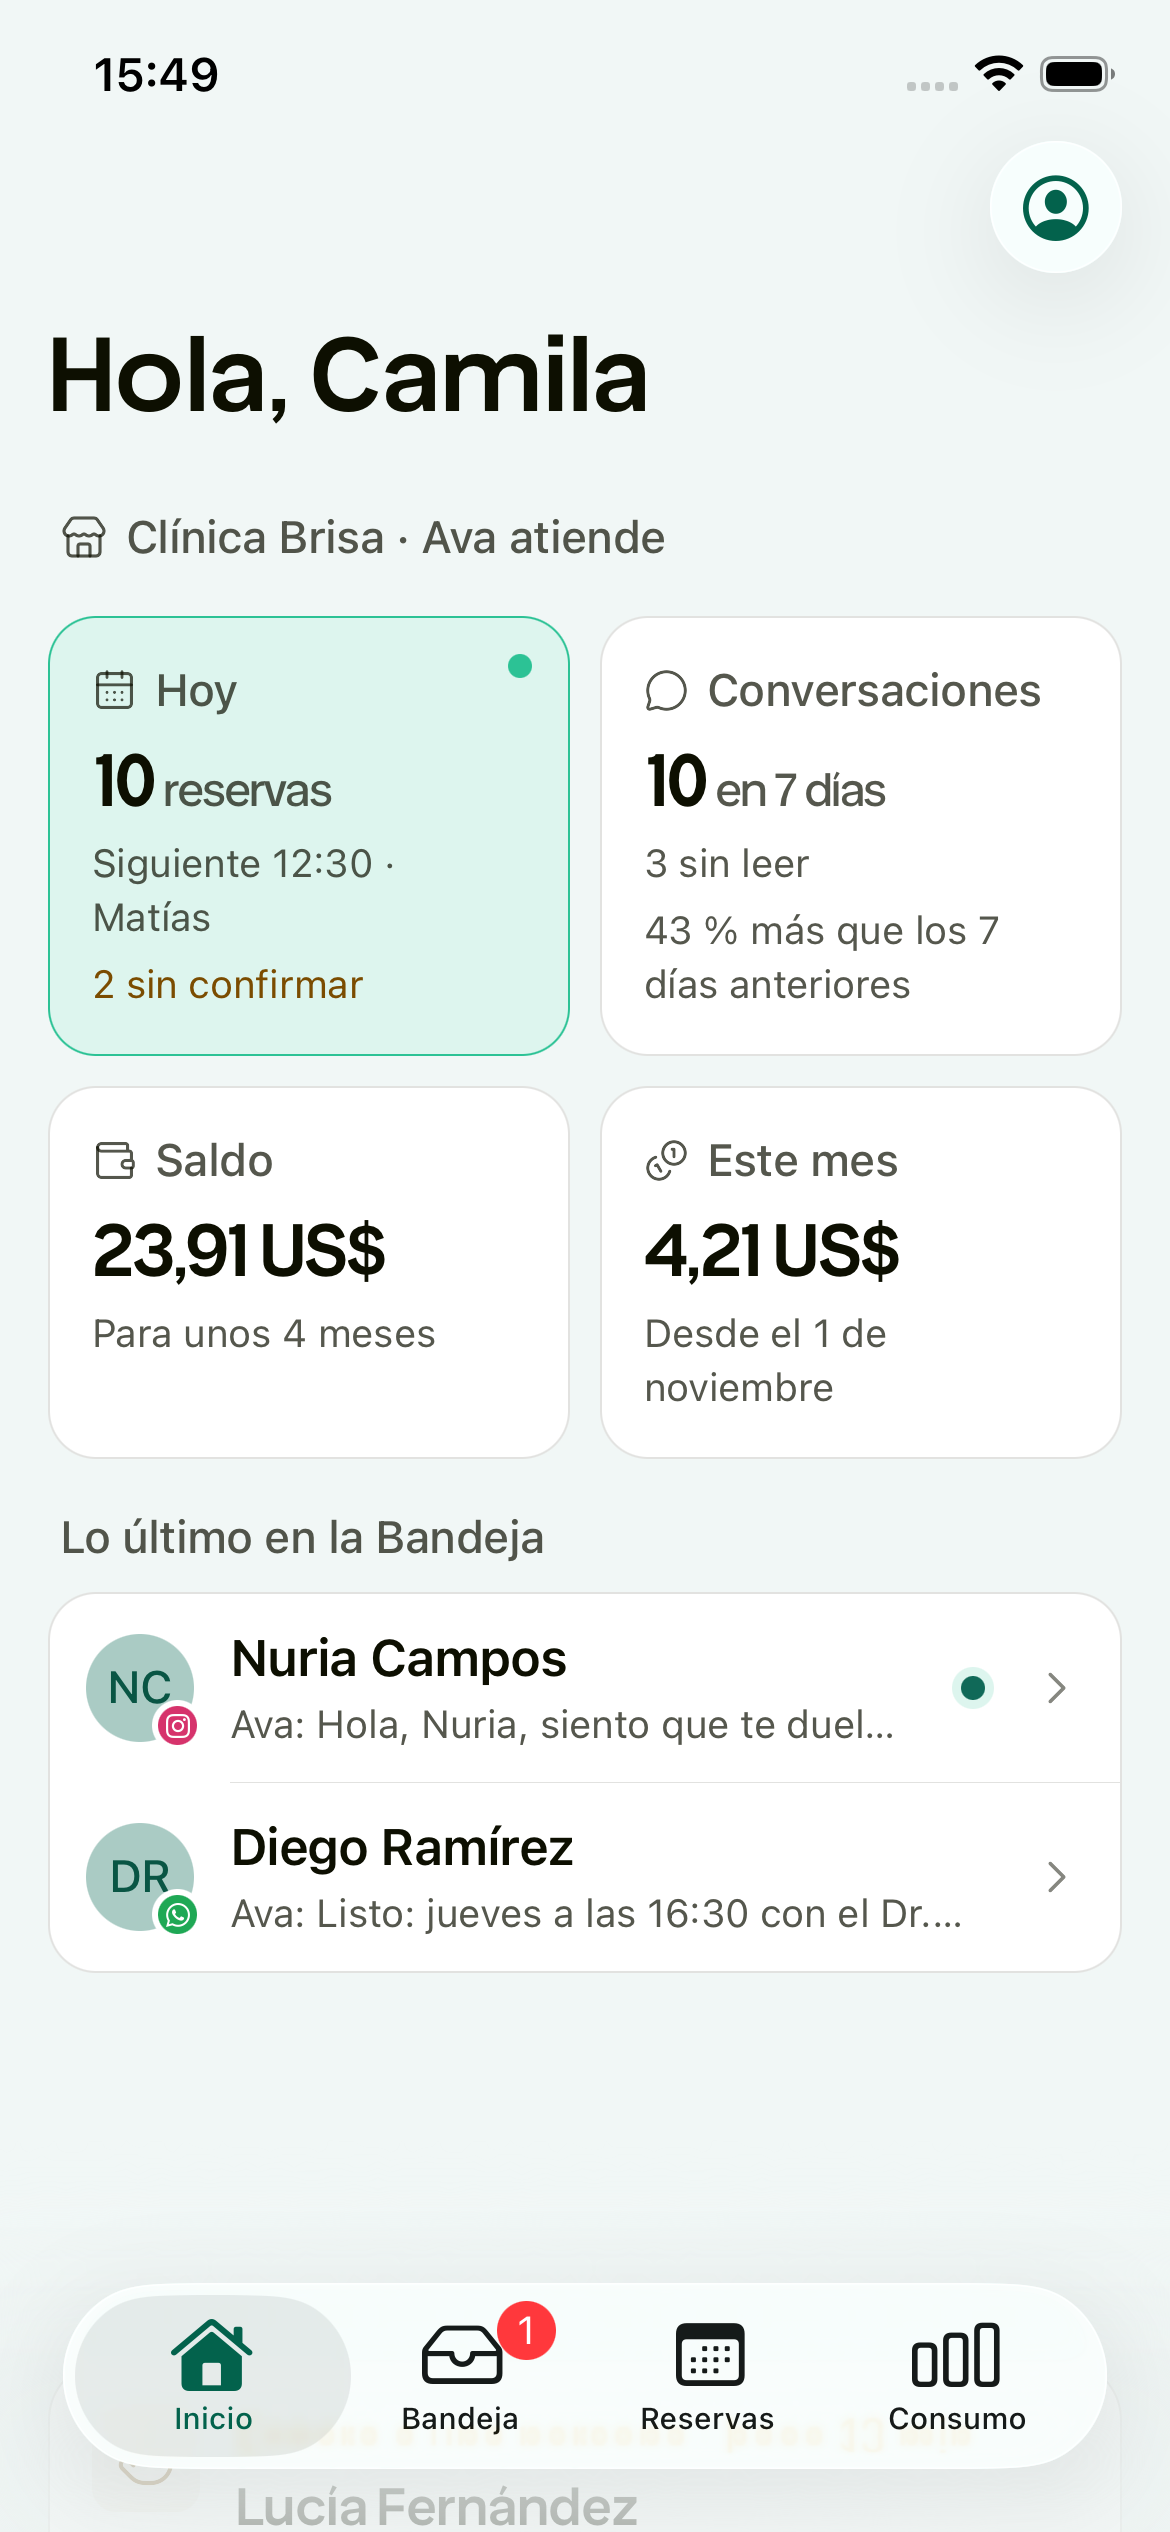 15:49
Hola, Camila
Clínica Brisa · Ava atiende
Hoy
10 reservas
Siguiente 12:30 ·
Matías
2 sin confirmar
Conversaciones
10 en 7 días
3 sin leer
43 % más que los 7
días anteriores
Saldo
23,91 US$
Para unos 4 meses
Este mes
4,21 US$
Desde el 1 de
noviembre
Lo último en la Bandeja
NC
Nuria Campos
Ava: Hola, Nuria, siento que te duel...
DR
Diego Ramírez
Ava: Listo: jueves a las 16:30 con el Dr....
1
Inicio
Bandeja
Reservas
Consumo
Lucía Fernández